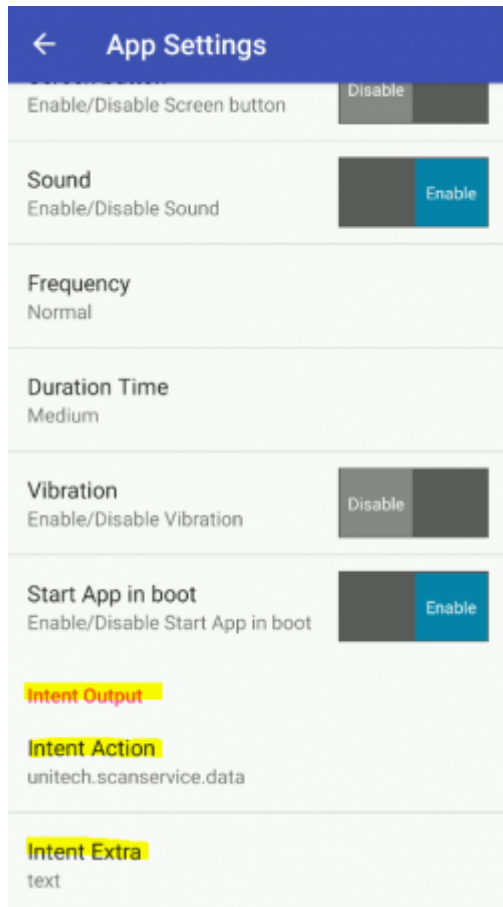 App Settings
Screen button
Enable/Disable Screen button
Disable
Sound
Enable/Disable Sound
Enable
Frequency
Normal
Duration Time
Medium
Vibration
Enable/Disable Vibration
Disable
Start App in boot
Enable/Disable Start App in boot
Enable
Intent Output
Intent Action
unitech.scanservice.data
Intent Extra
text